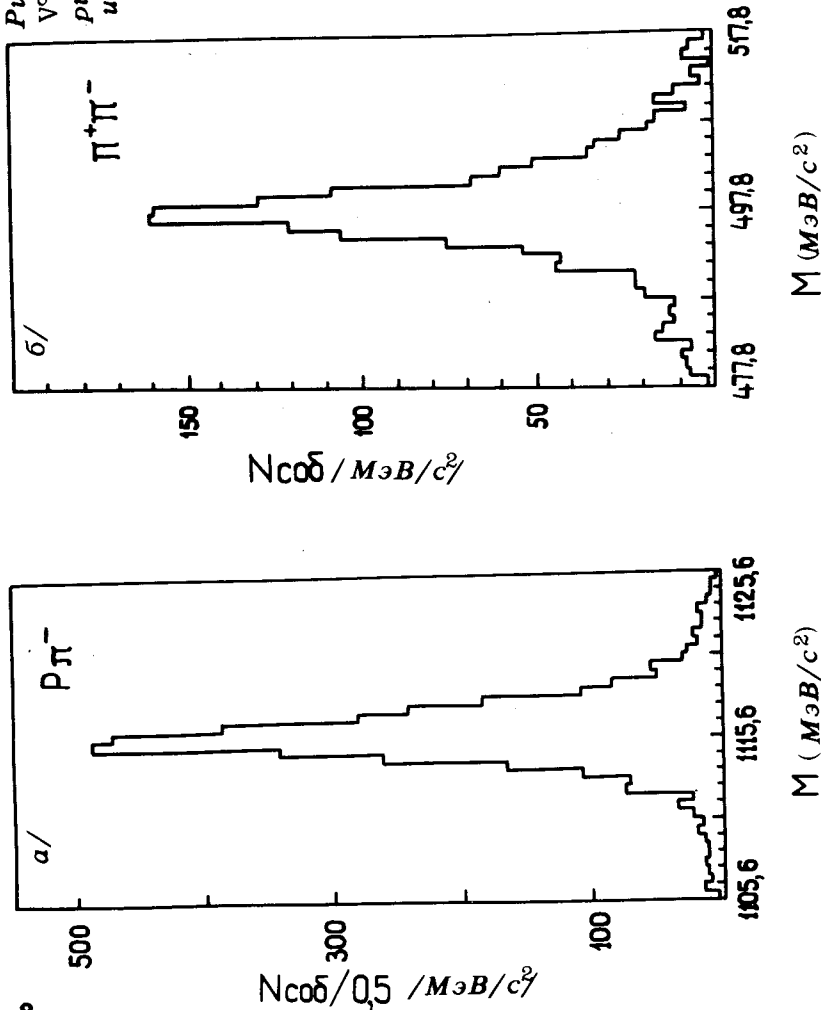 б/
π⁺π⁻
150
100
50
Nсоб / МэВ/с²/
477,8
497,8
517,8
M (МэВ/с²)
а/
Pπ⁻
500
300
100
Nсоб/0,5 /МэВ/с²/
1105,6
1115,6
1125,6
M ( МэВ/с²)